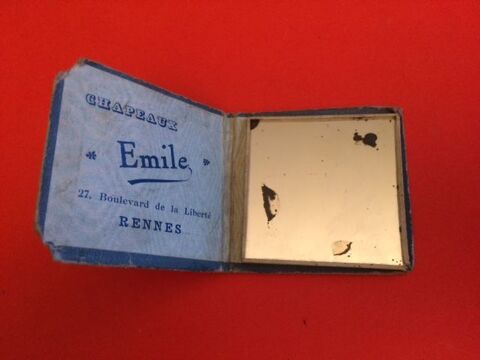 CHAPEAUX
Emile
27, Boulevard de la Liberté
RENNES